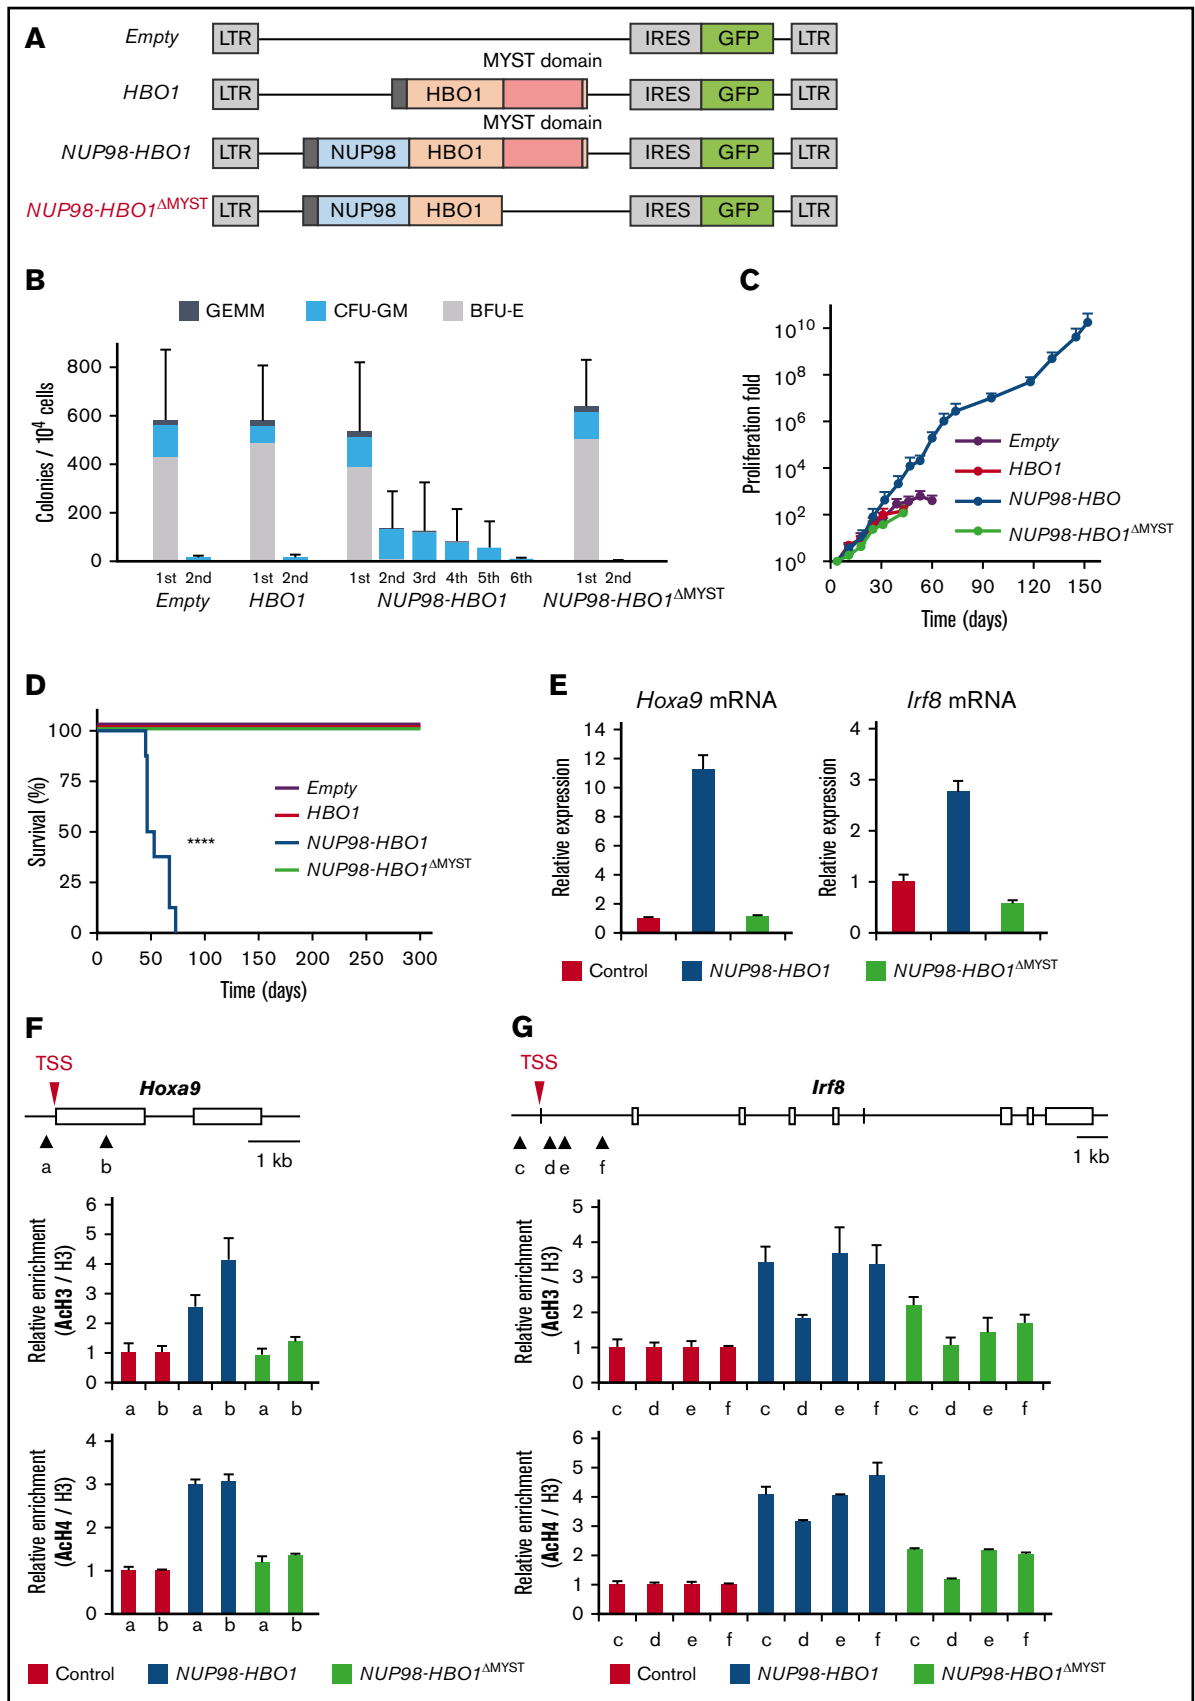 A
Empty LTR IRES GFP LTR
MYST domain
HBO1 LTR HBO1 IRES GFP LTR
MYST domain
NUP98-HBO1 LTR NUP98 HBO1 IRES GFP LTR
NUP98-HBO1ΔMYST LTR NUP98 HBO1 IRES GFP LTR
B
GEMM CFU-GM BFU-E
Colonies / 10⁴ cells
800
600
400
200
0
1st 2nd 1st 2nd 1st 2nd 3rd 4th 5th 6th 1st 2nd
Empty HBO1 NUP98-HBO1 NUP98-HBO1ΔMYST
C
Proliferation fold
10¹⁰
10⁸
10⁶
10⁴
10²
10⁰
Empty
HBO1
NUP98-HBO
NUP98-HBO1ΔMYST
0 30 60 90 120 150
Time (days)
D
Survival (%)
100
75
50
25
0
Empty
HBO1
NUP98-HBO1
NUP98-HBO1ΔMYST
****
0 50 100 150 200 250 300
Time (days)
E
Hoxa9 mRNA
Relative expression
14
12
10
8
6
4
2
0
Irf8 mRNA
Relative expression
4
3
2
1
0
Control NUP98-HBO1 NUP98-HBO1ΔMYST
F
TSS
Hoxa9
a b
1 kb
Relative enrichment
(AcH3 / H3)
6
5
4
3
2
1
0
a b a b a b
Relative enrichment
(AcH4 / H3)
4
3
2
1
0
a b a b a b
Control NUP98-HBO1 NUP98-HBO1ΔMYST
G
TSS
Irf8
c d e f
1 kb
Relative enrichment
(AcH3 / H3)
5
4
3
2
1
0
c d e f c d e f c d e f
Relative enrichment
(AcH4 / H3)
6
5
4
3
2
1
0
c d e f c d e f c d e f
Control NUP98-HBO1 NUP98-HBO1ΔMYST